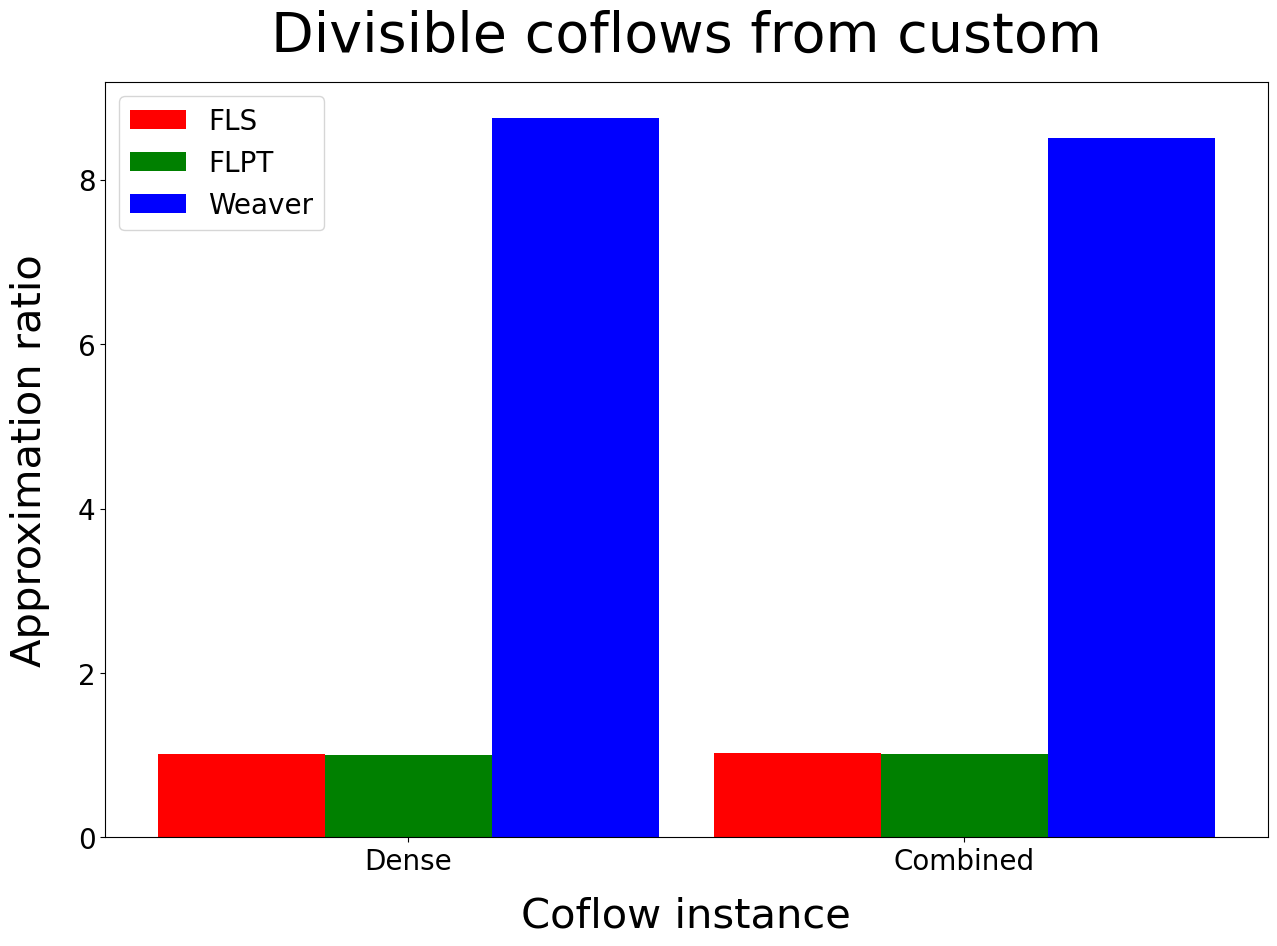 Divisible coflows from custom
FLS
FLPT
Weaver
Approximation ratio
8
6
4
2
0
Dense
Combined
Coflow instance